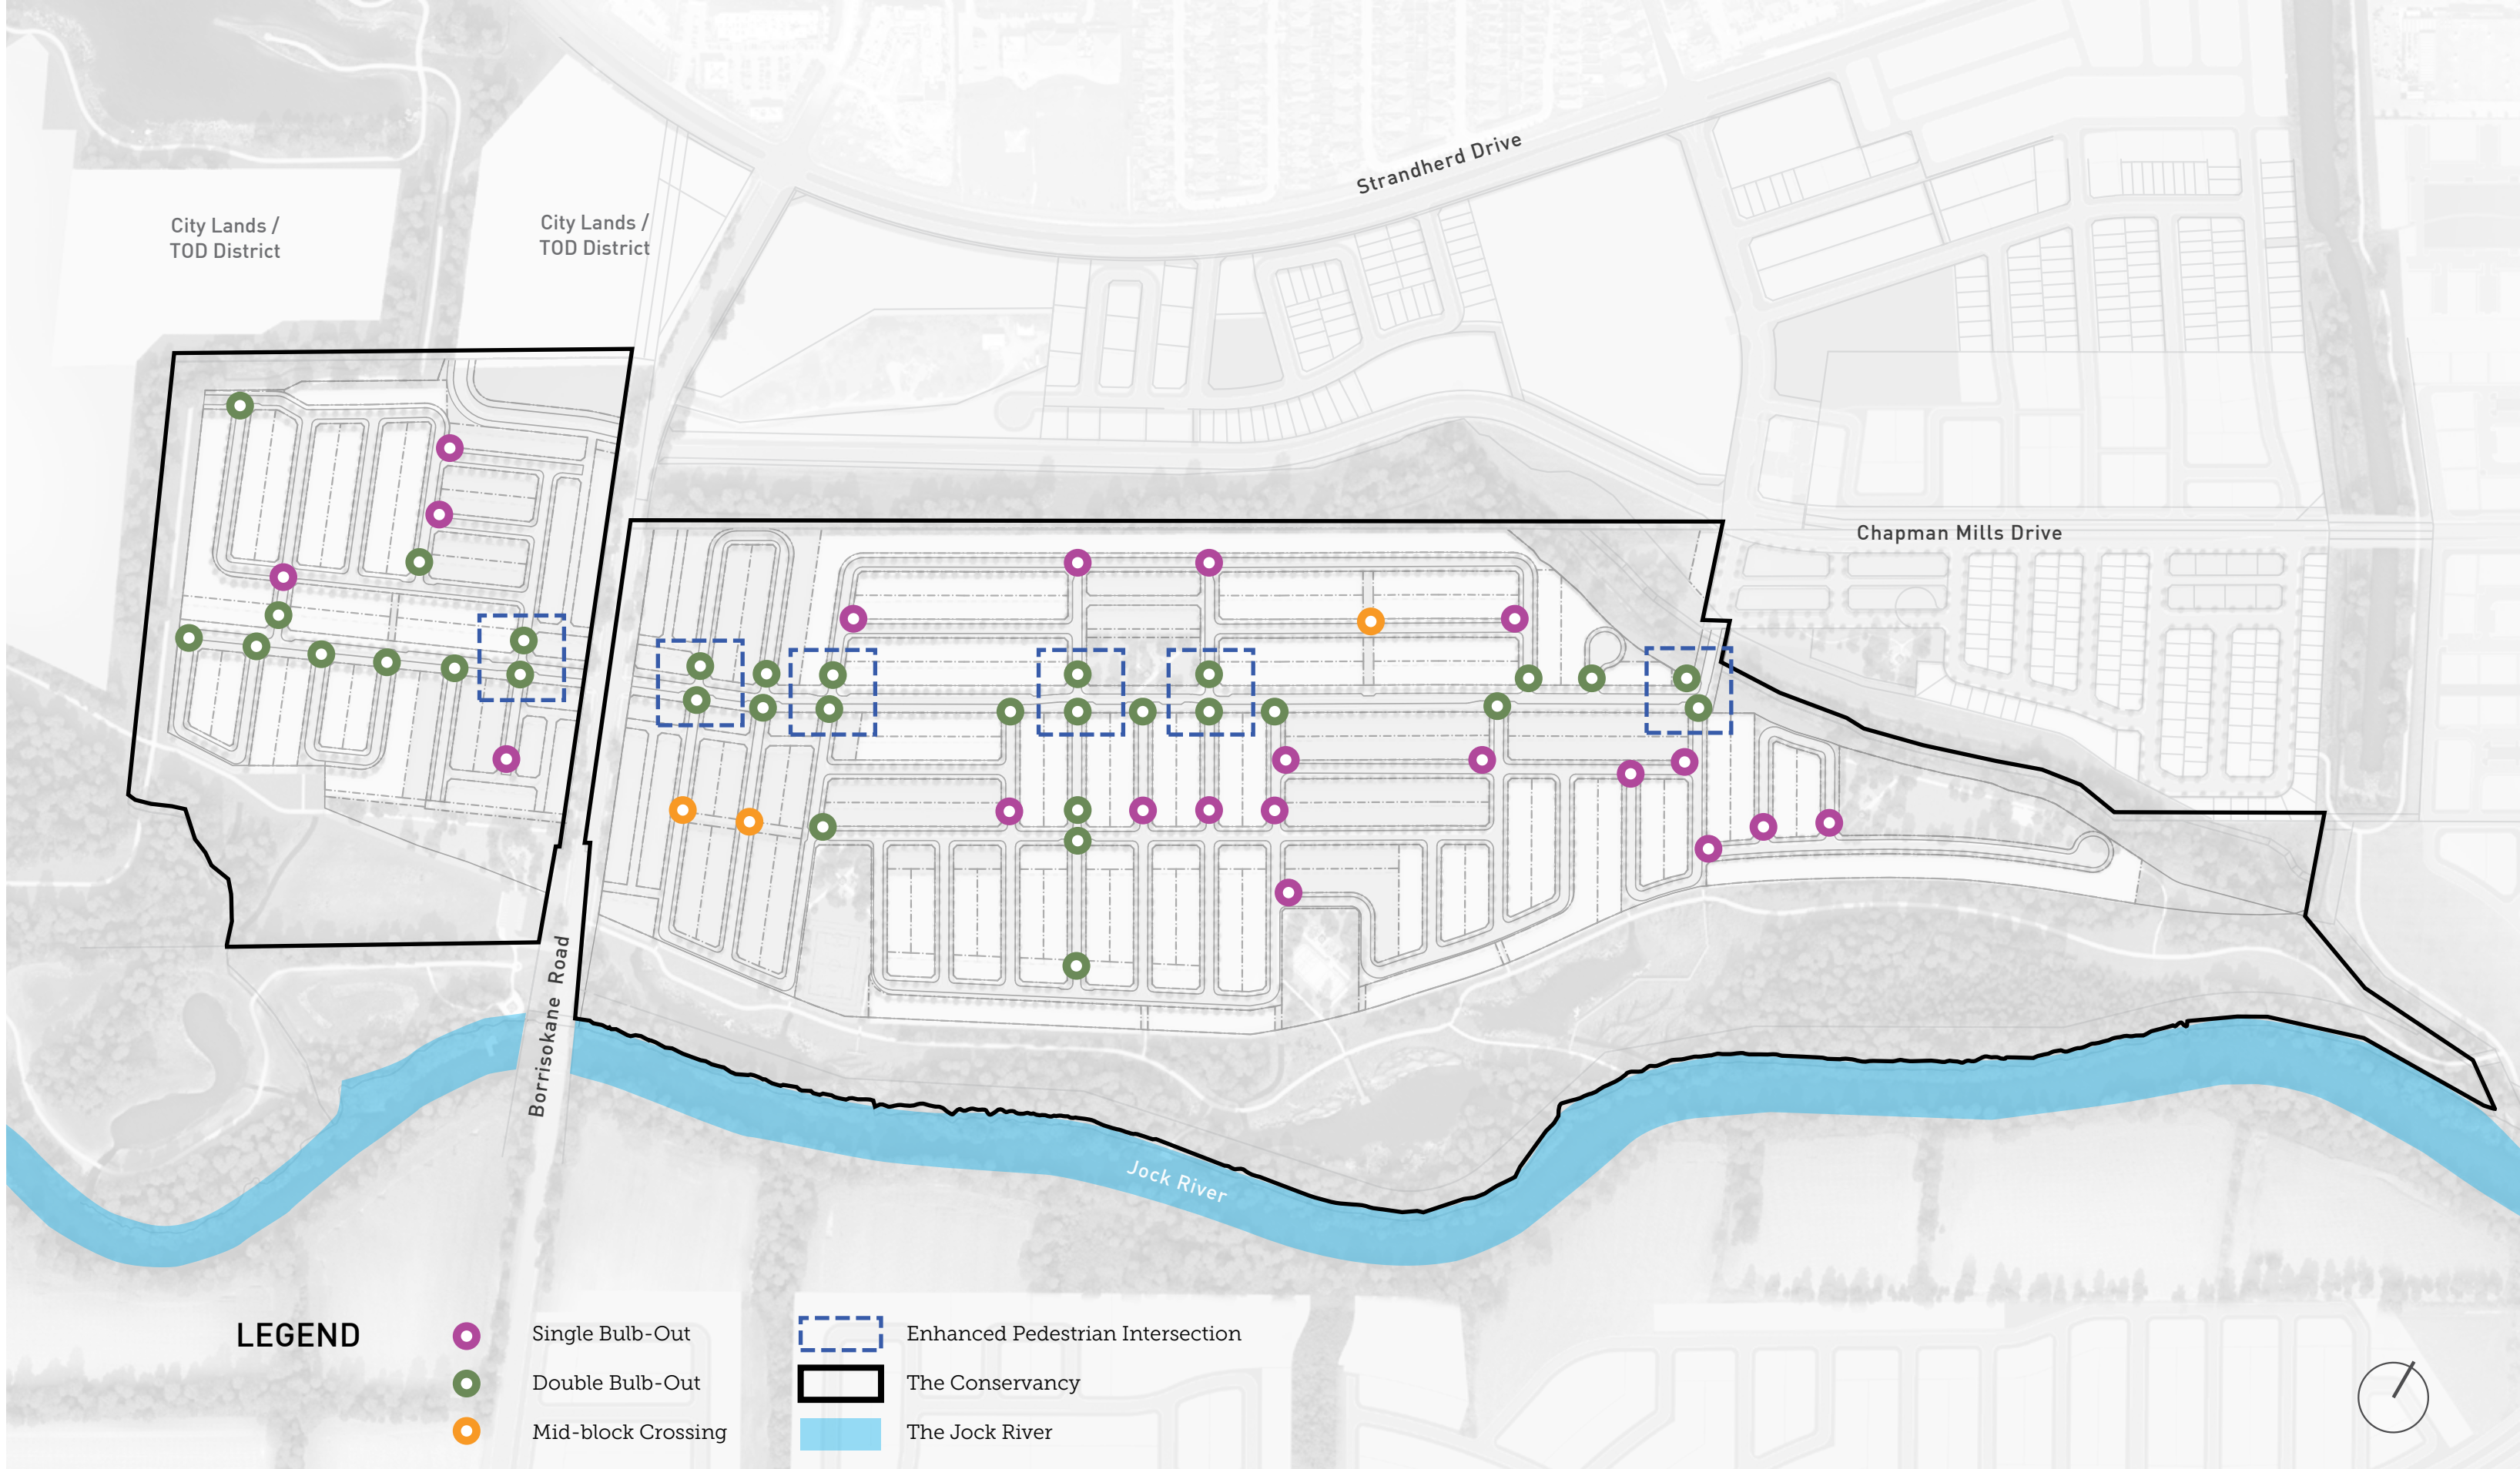 Strandherd Drive
City Lands /
TOD District
City Lands /
TOD District
Chapman Mills Drive
Borrisokane Road
Jock River
LEGEND
Single Bulb-Out
Double Bulb-Out
Mid-block Crossing
Enhanced Pedestrian Intersection
The Conservancy
The Jock River